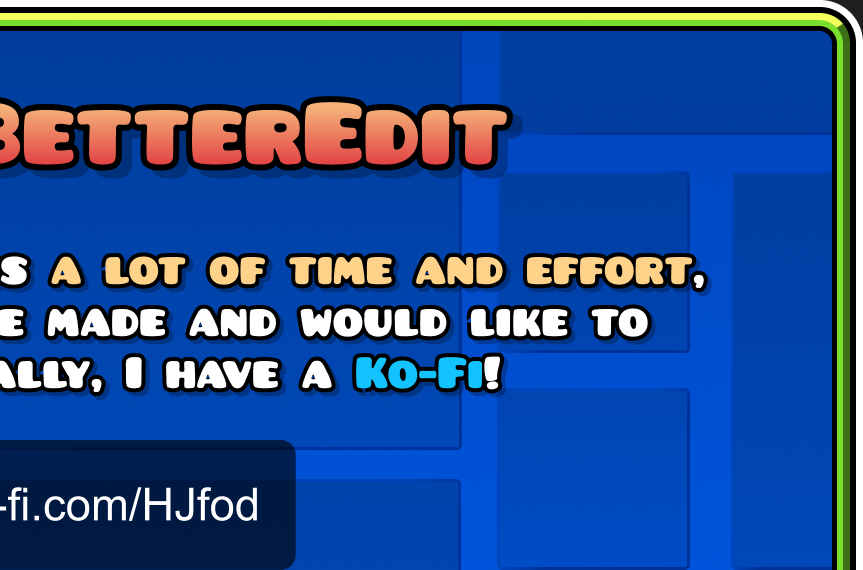 BetterEdit
s a lot of time and effort,
e made and would like to
ally, I have a Ko-Fi!
-fi.com/HJfod